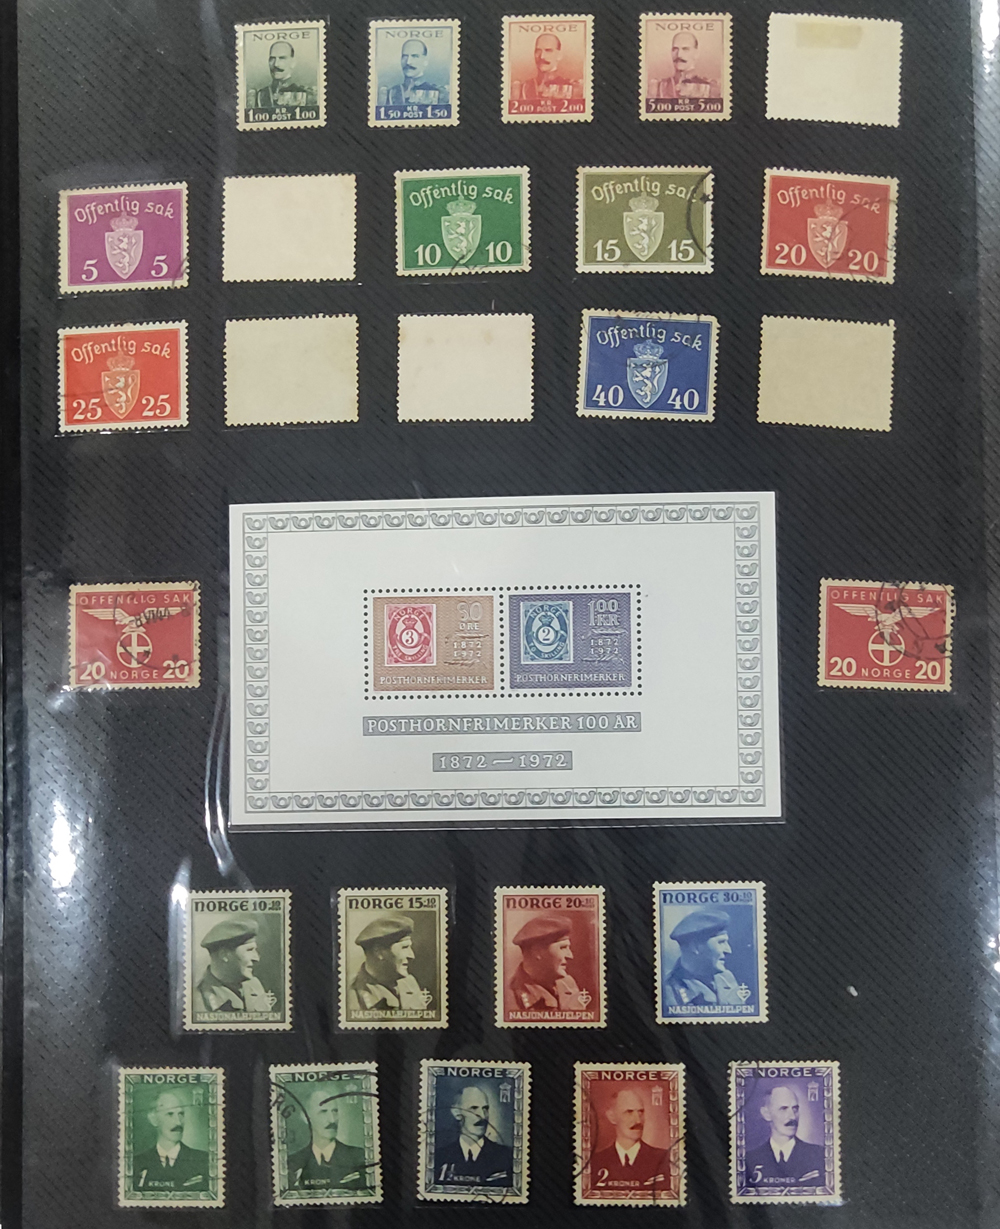 NORGE
1.00 KR POST 1.00
NORGE
1.50 KR POST 1.50
NORGE
2.00 KR POST 2.00
NORGE
5.00 KR POST 5.00
Offentlig sak
5 5
Offentlig sak
10 10
Offentlig sak
15 15
Offentlig sak
20 20
Offentlig sak
25 25
Offentlig sak
40 40
OFFENTLIG SAK
20 NORGE 20
NORGE
3
50
ØRE
1872
1972
POSTHORNFRIMERKER
NORGE
2
1.00
KR
1872
1972
POSTHORNFRIMERKER
POSTHORNFRIMERKER 100 ÅR
1872 — 1972
OFFENTLIG SAK
20 NORGE 20
NORGE 10+10
NASJONALHJELPEN
NORGE 15+10
NASJONALHJELPEN
NORGE 20+10
NASJONALHJELPEN
NORGE 30+10
NASJONALHJELPEN
NORGE
1 KRONE
NORGE
1 KRONE
NORGE
1½ KRONE
NORGE
2 KRONER
NORGE
5 KRONER